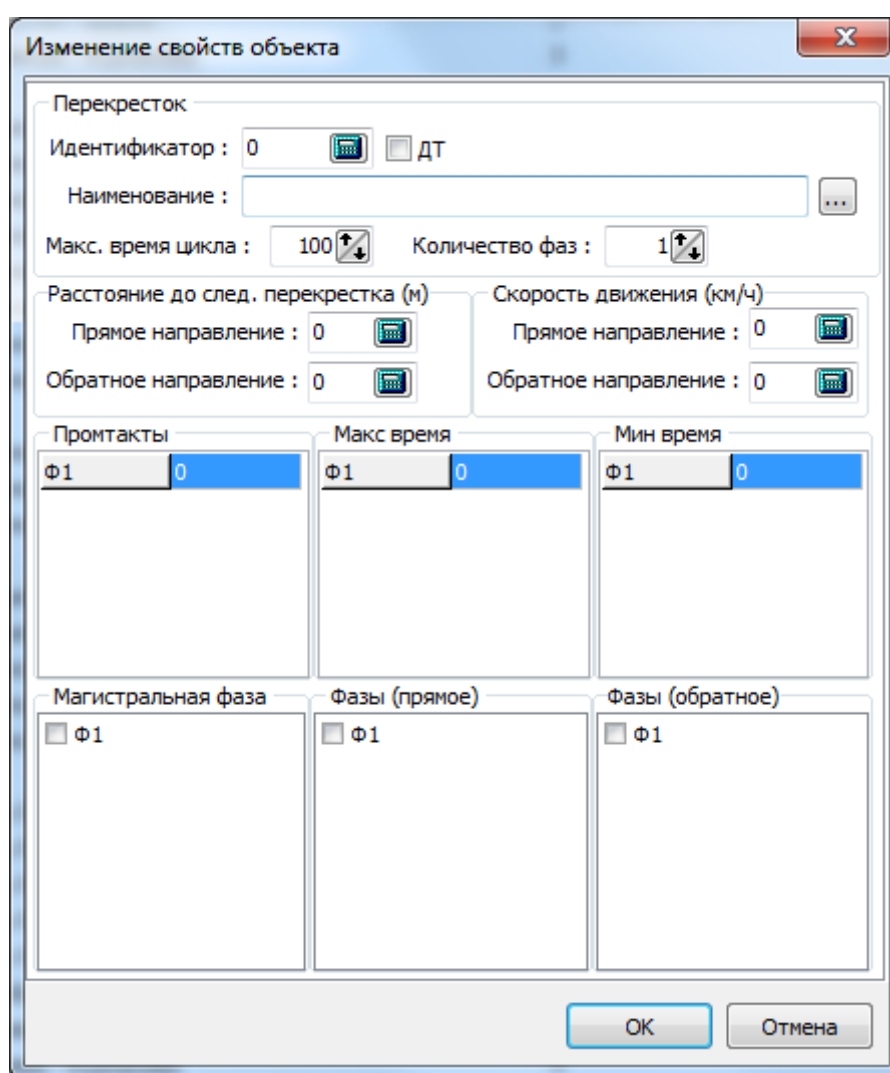 Изменение свойств объекта
Перекресток
Идентификатор : 0 ДТ
Наименование : ...
Макс. время цикла : 100 Количество фаз : 1
Расстояние до след. перекрестка (м) Скорость движения (км/ч)
Прямое направление : 0 Прямое направление : 0
Обратное направление : 0 Обратное направление : 0
Промтакты Макс время Мин время
Ф1 0 Ф1 0 Ф1 0
Магистральная фаза Фазы (прямое) Фазы (обратное)
Ф1 Ф1 Ф1
OK Отмена